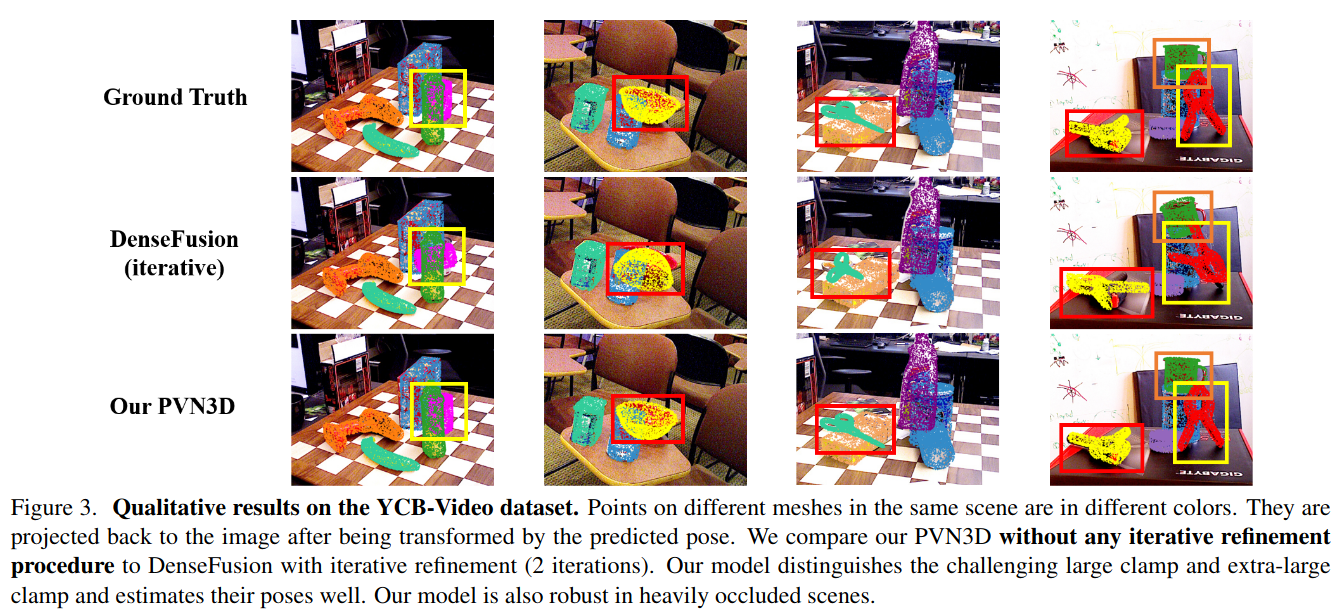 Ground Truth
DenseFusion
(iterative)
Our PVN3D
GIGABYTE
GIGABYTE
GIGABYTE
Figure 3. Qualitative results on the YCB-Video dataset. Points on different meshes in the same scene are in different colors. They are
projected back to the image after being transformed by the predicted pose. We compare our PVN3D without any iterative refinement
procedure to DenseFusion with iterative refinement (2 iterations). Our model distinguishes the challenging large clamp and extra-large
clamp and estimates their poses well. Our model is also robust in heavily occluded scenes.